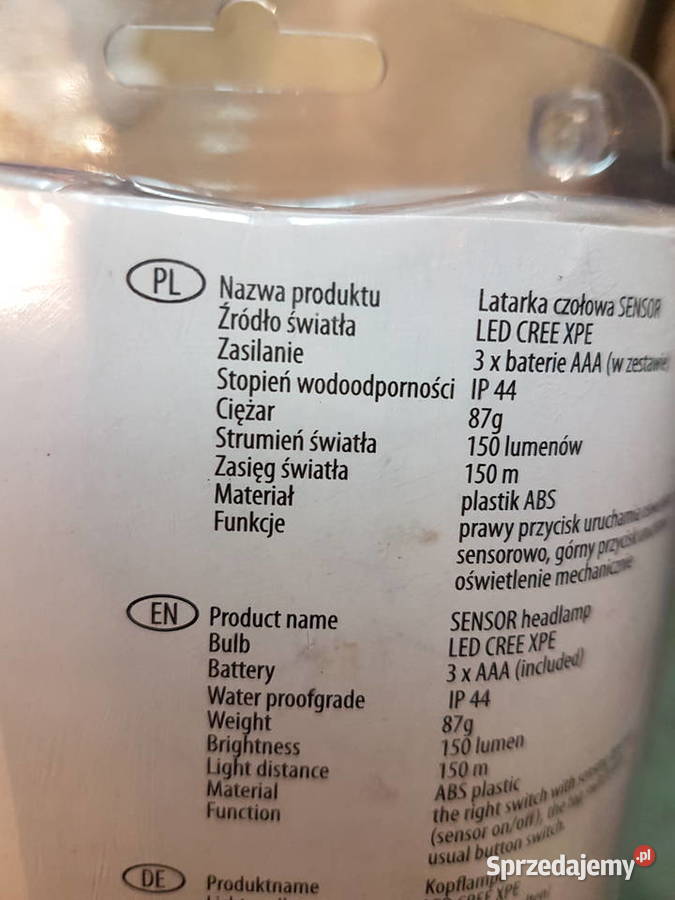 PL
Nazwa produktu Latarka czołowa SENSOR
Źródło światła LED CREE XPE
Zasilanie 3 x baterie AAA (w zestawie)
Stopień wodoodporności IP 44
Ciężar 87g
Strumień światła 150 lumenów
Zasięg światła 150 m
Materiał plastik ABS
Funkcje prawy przycisk uruchamia
sensorowo, górny przycisk
oświetlenie mechanicznie
EN
Product name SENSOR headlamp
Bulb LED CREE XPE
Battery 3 x AAA (included)
Water proofgrade IP 44
Weight 87g
Brightness 150 lumen
Light distance 150 m
Material ABS plastic
Function the right switch with
(sensor on/off), the
usual button switch.
DE
Produktname Kopflampe
LED CREE XPE
Sprzedajemy.pl